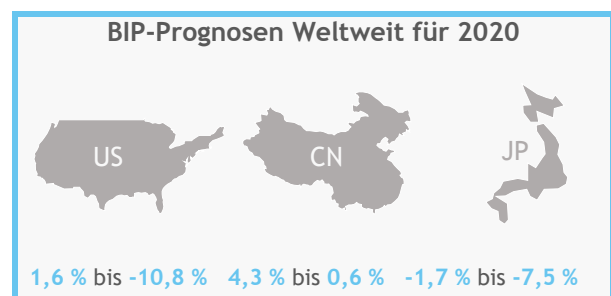 BIP-Prognosen Weltweit für 2020
US CN JP
1,6 % bis -10,8 % 4,3 % bis 0,6 % -1,7 % bis -7,5 %